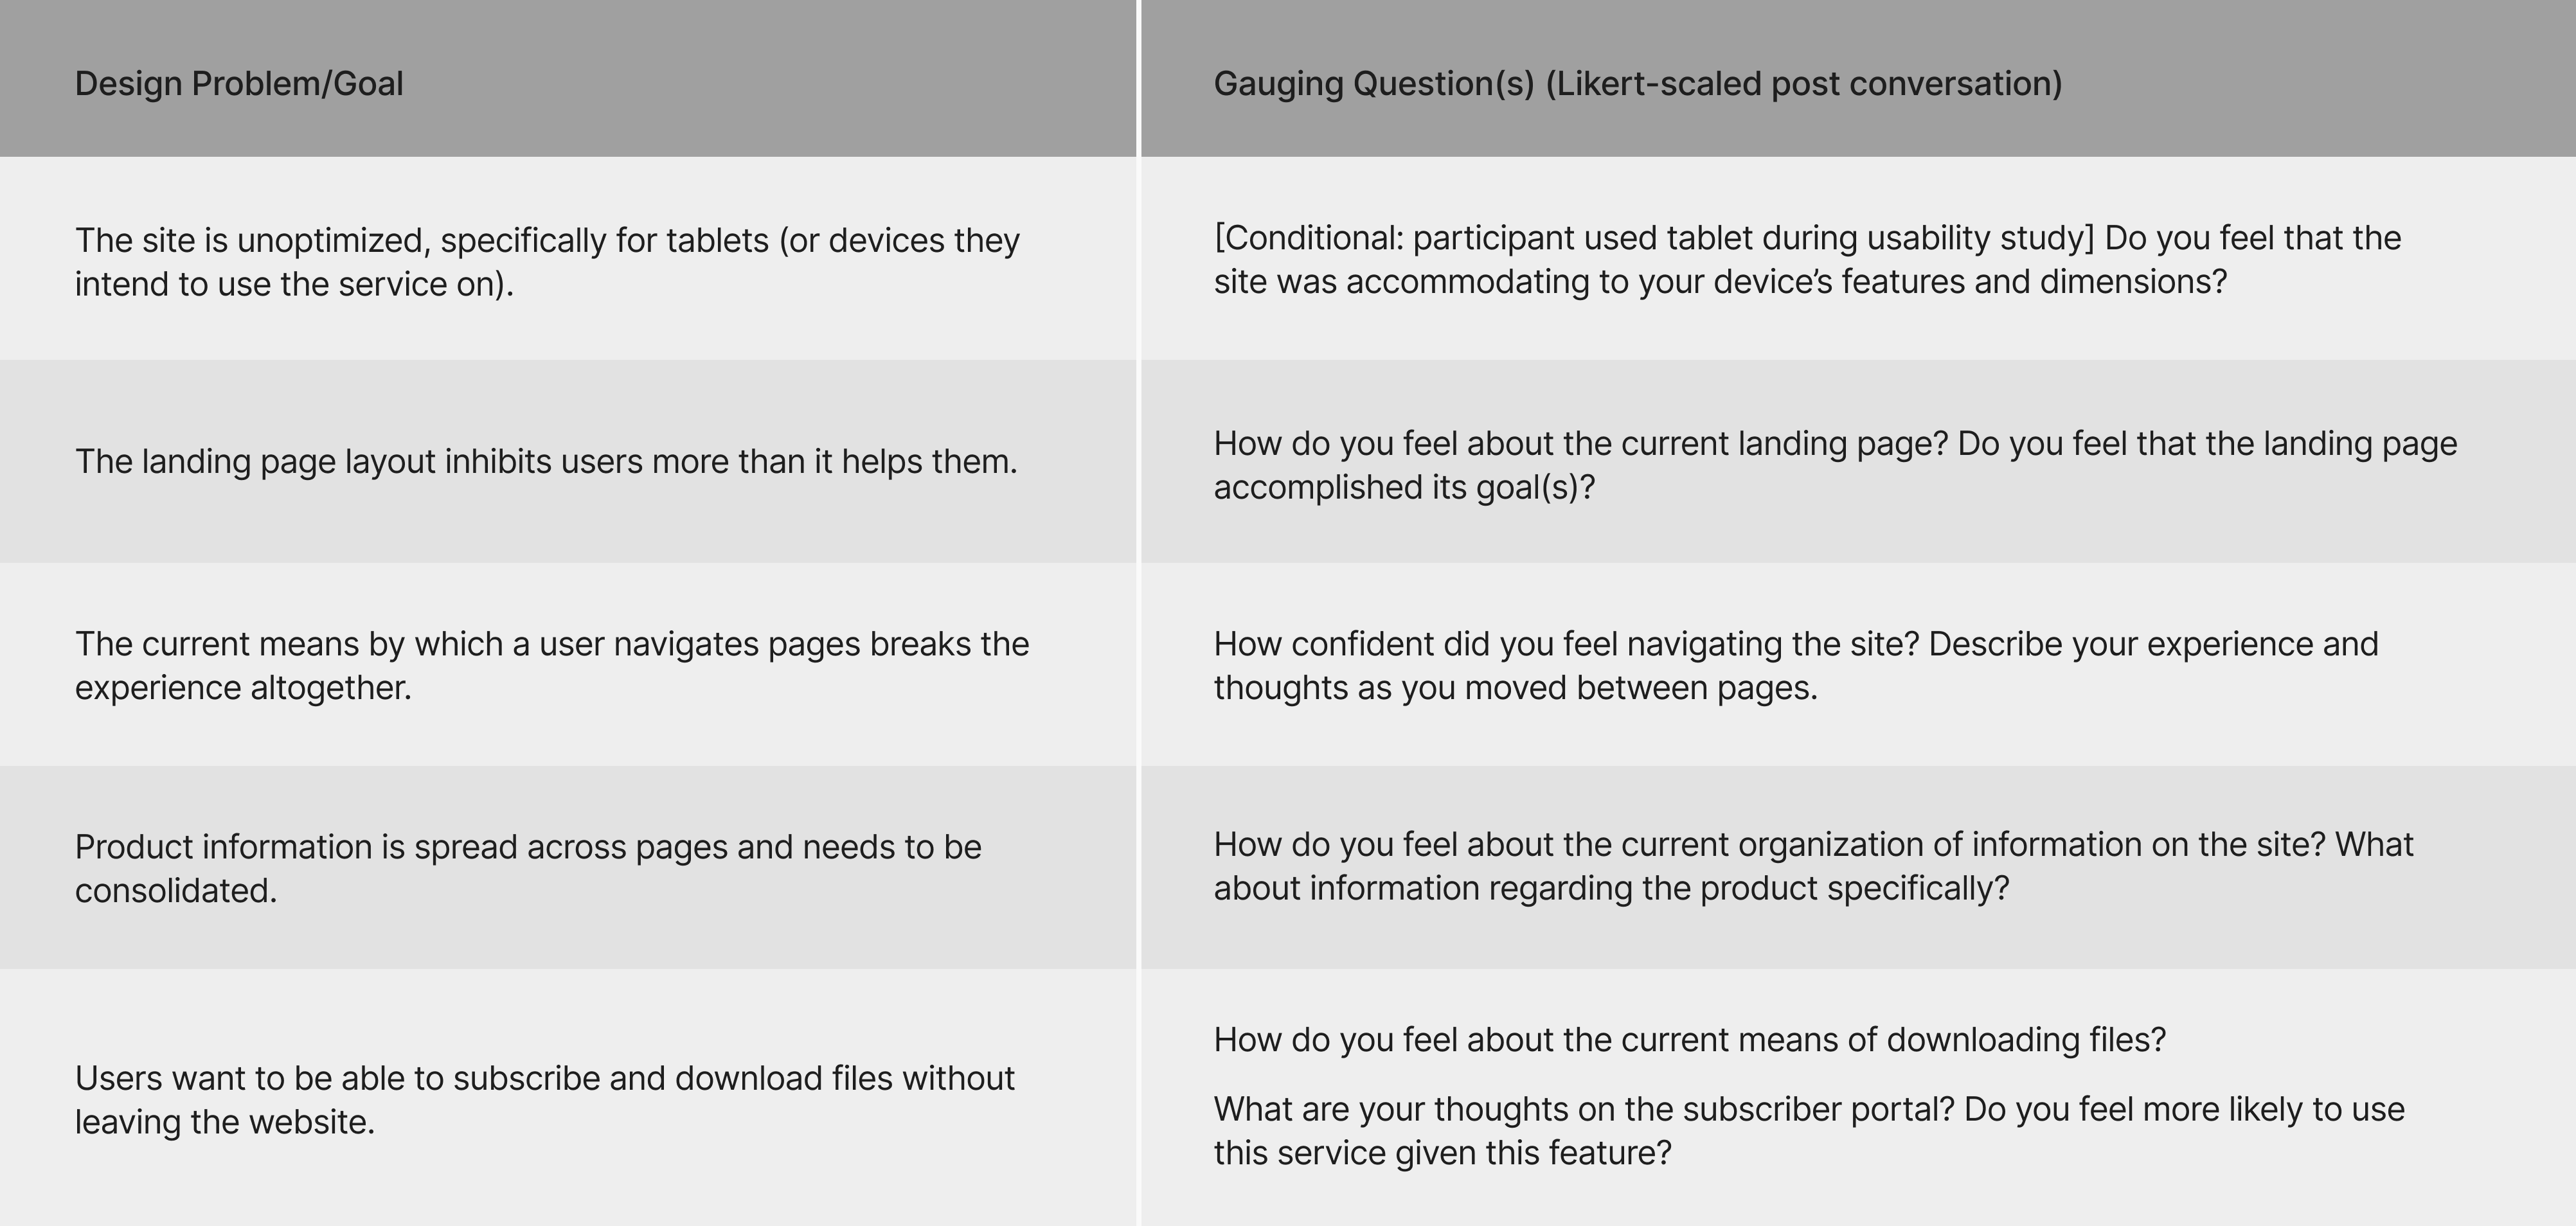 Design Problem/Goal
Gauging Question(s) (Likert-scaled post conversation)
The site is unoptimized, specifically for tablets (or devices they
intend to use the service on).
[Conditional: participant used tablet during usability study] Do you feel that the
site was accommodating to your device’s features and dimensions?
The landing page layout inhibits users more than it helps them.
How do you feel about the current landing page? Do you feel that the landing page
accomplished its goal(s)?
The current means by which a user navigates pages breaks the
experience altogether.
How confident did you feel navigating the site? Describe your experience and
thoughts as you moved between pages.
Product information is spread across pages and needs to be
consolidated.
How do you feel about the current organization of information on the site? What
about information regarding the product specifically?
Users want to be able to subscribe and download files without
leaving the website.
How do you feel about the current means of downloading files?
What are your thoughts on the subscriber portal? Do you feel more likely to use
this service given this feature?